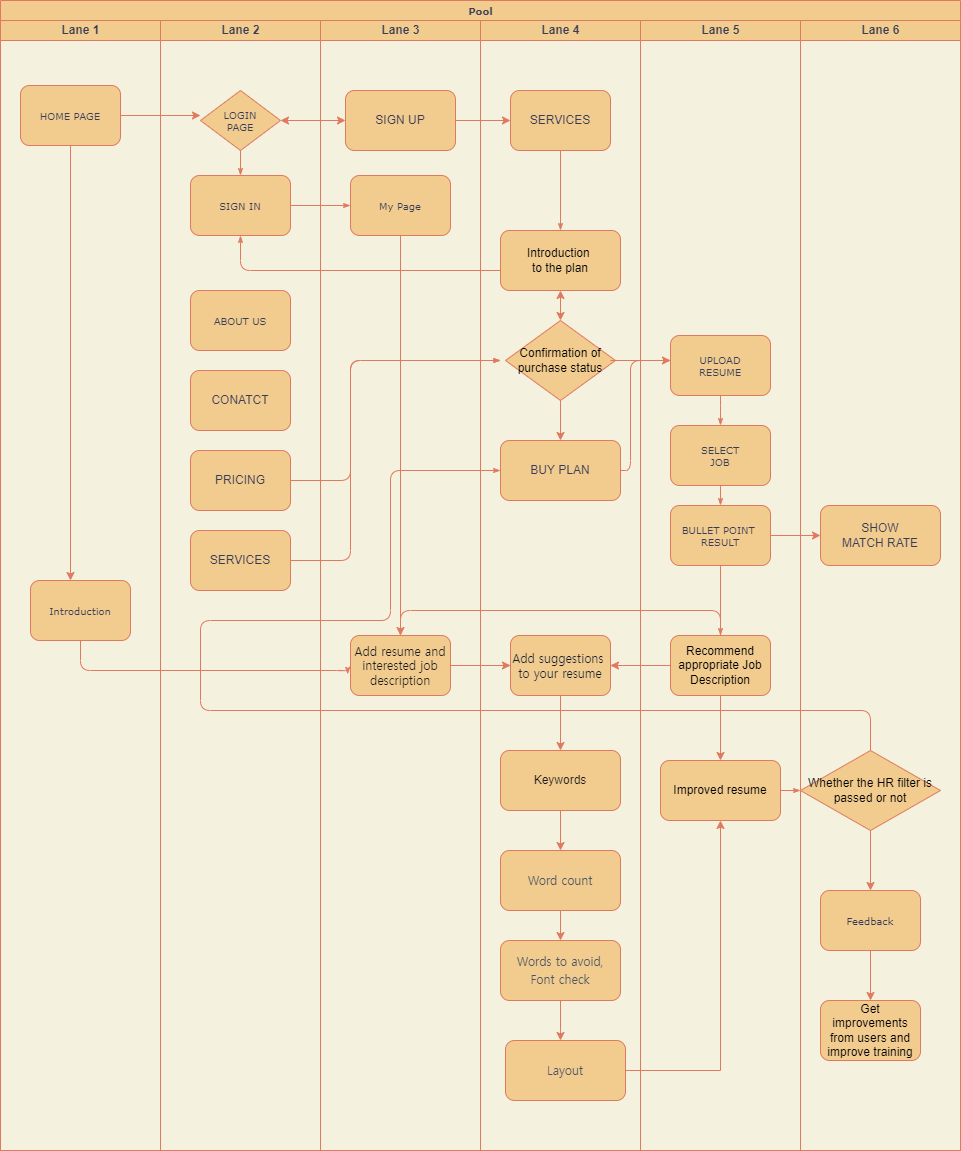 Pool
Lane 1
Lane 2
Lane 3
Lane 4
Lane 5
Lane 6
HOME PAGE
LOGIN
PAGE
SIGN UP
SERVICES
SIGN IN
My Page
Introduction
to the plan
ABOUT US
Confirmation of
purchase status
UPLOAD
RESUME
CONATCT
PRICING
BUY PLAN
SELECT
JOB
SERVICES
BULLET POINT
RESULT
SHOW
MATCH RATE
Introduction
Add resume and
interested job
description
Add suggestions
to your resume
Recommend
appropriate Job
Description
Keywords
Improved resume
Whether the HR filter is
passed or not
Word count
Feedback
Words to avoid,
Font check
Get
improvements
from users and
improve training
Layout